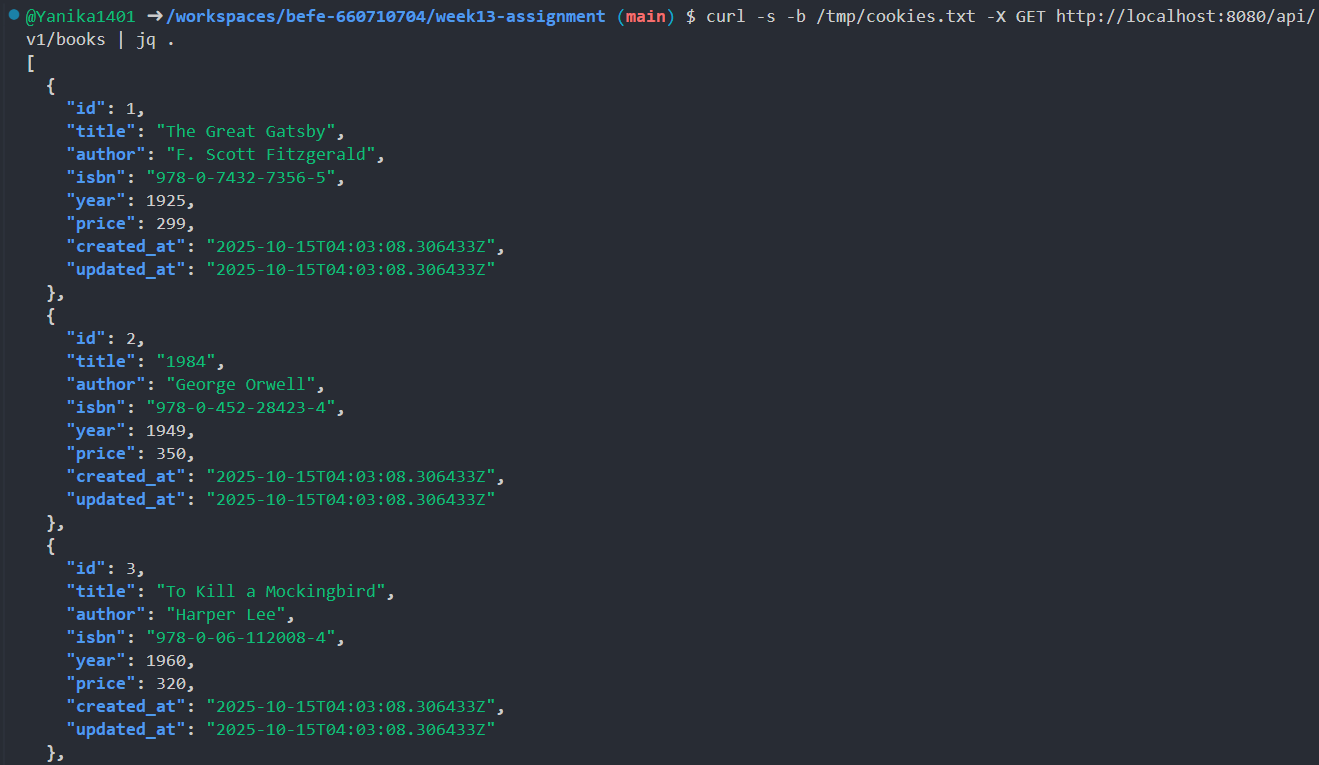 @Yanika1401 ➜/workspaces/befe-660710704/week13-assignment (main) $ curl -s -b /tmp/cookies.txt -X GET http://localhost:8080/api/
v1/books | jq .
[
  {
    "id": 1,
    "title": "The Great Gatsby",
    "author": "F. Scott Fitzgerald",
    "isbn": "978-0-7432-7356-5",
    "year": 1925,
    "price": 299,
    "created_at": "2025-10-15T04:03:08.306433Z",
    "updated_at": "2025-10-15T04:03:08.306433Z"
  },
  {
    "id": 2,
    "title": "1984",
    "author": "George Orwell",
    "isbn": "978-0-452-28423-4",
    "year": 1949,
    "price": 350,
    "created_at": "2025-10-15T04:03:08.306433Z",
    "updated_at": "2025-10-15T04:03:08.306433Z"
  },
  {
    "id": 3,
    "title": "To Kill a Mockingbird",
    "author": "Harper Lee",
    "isbn": "978-0-06-112008-4",
    "year": 1960,
    "price": 320,
    "created_at": "2025-10-15T04:03:08.306433Z",
    "updated_at": "2025-10-15T04:03:08.306433Z"
  },